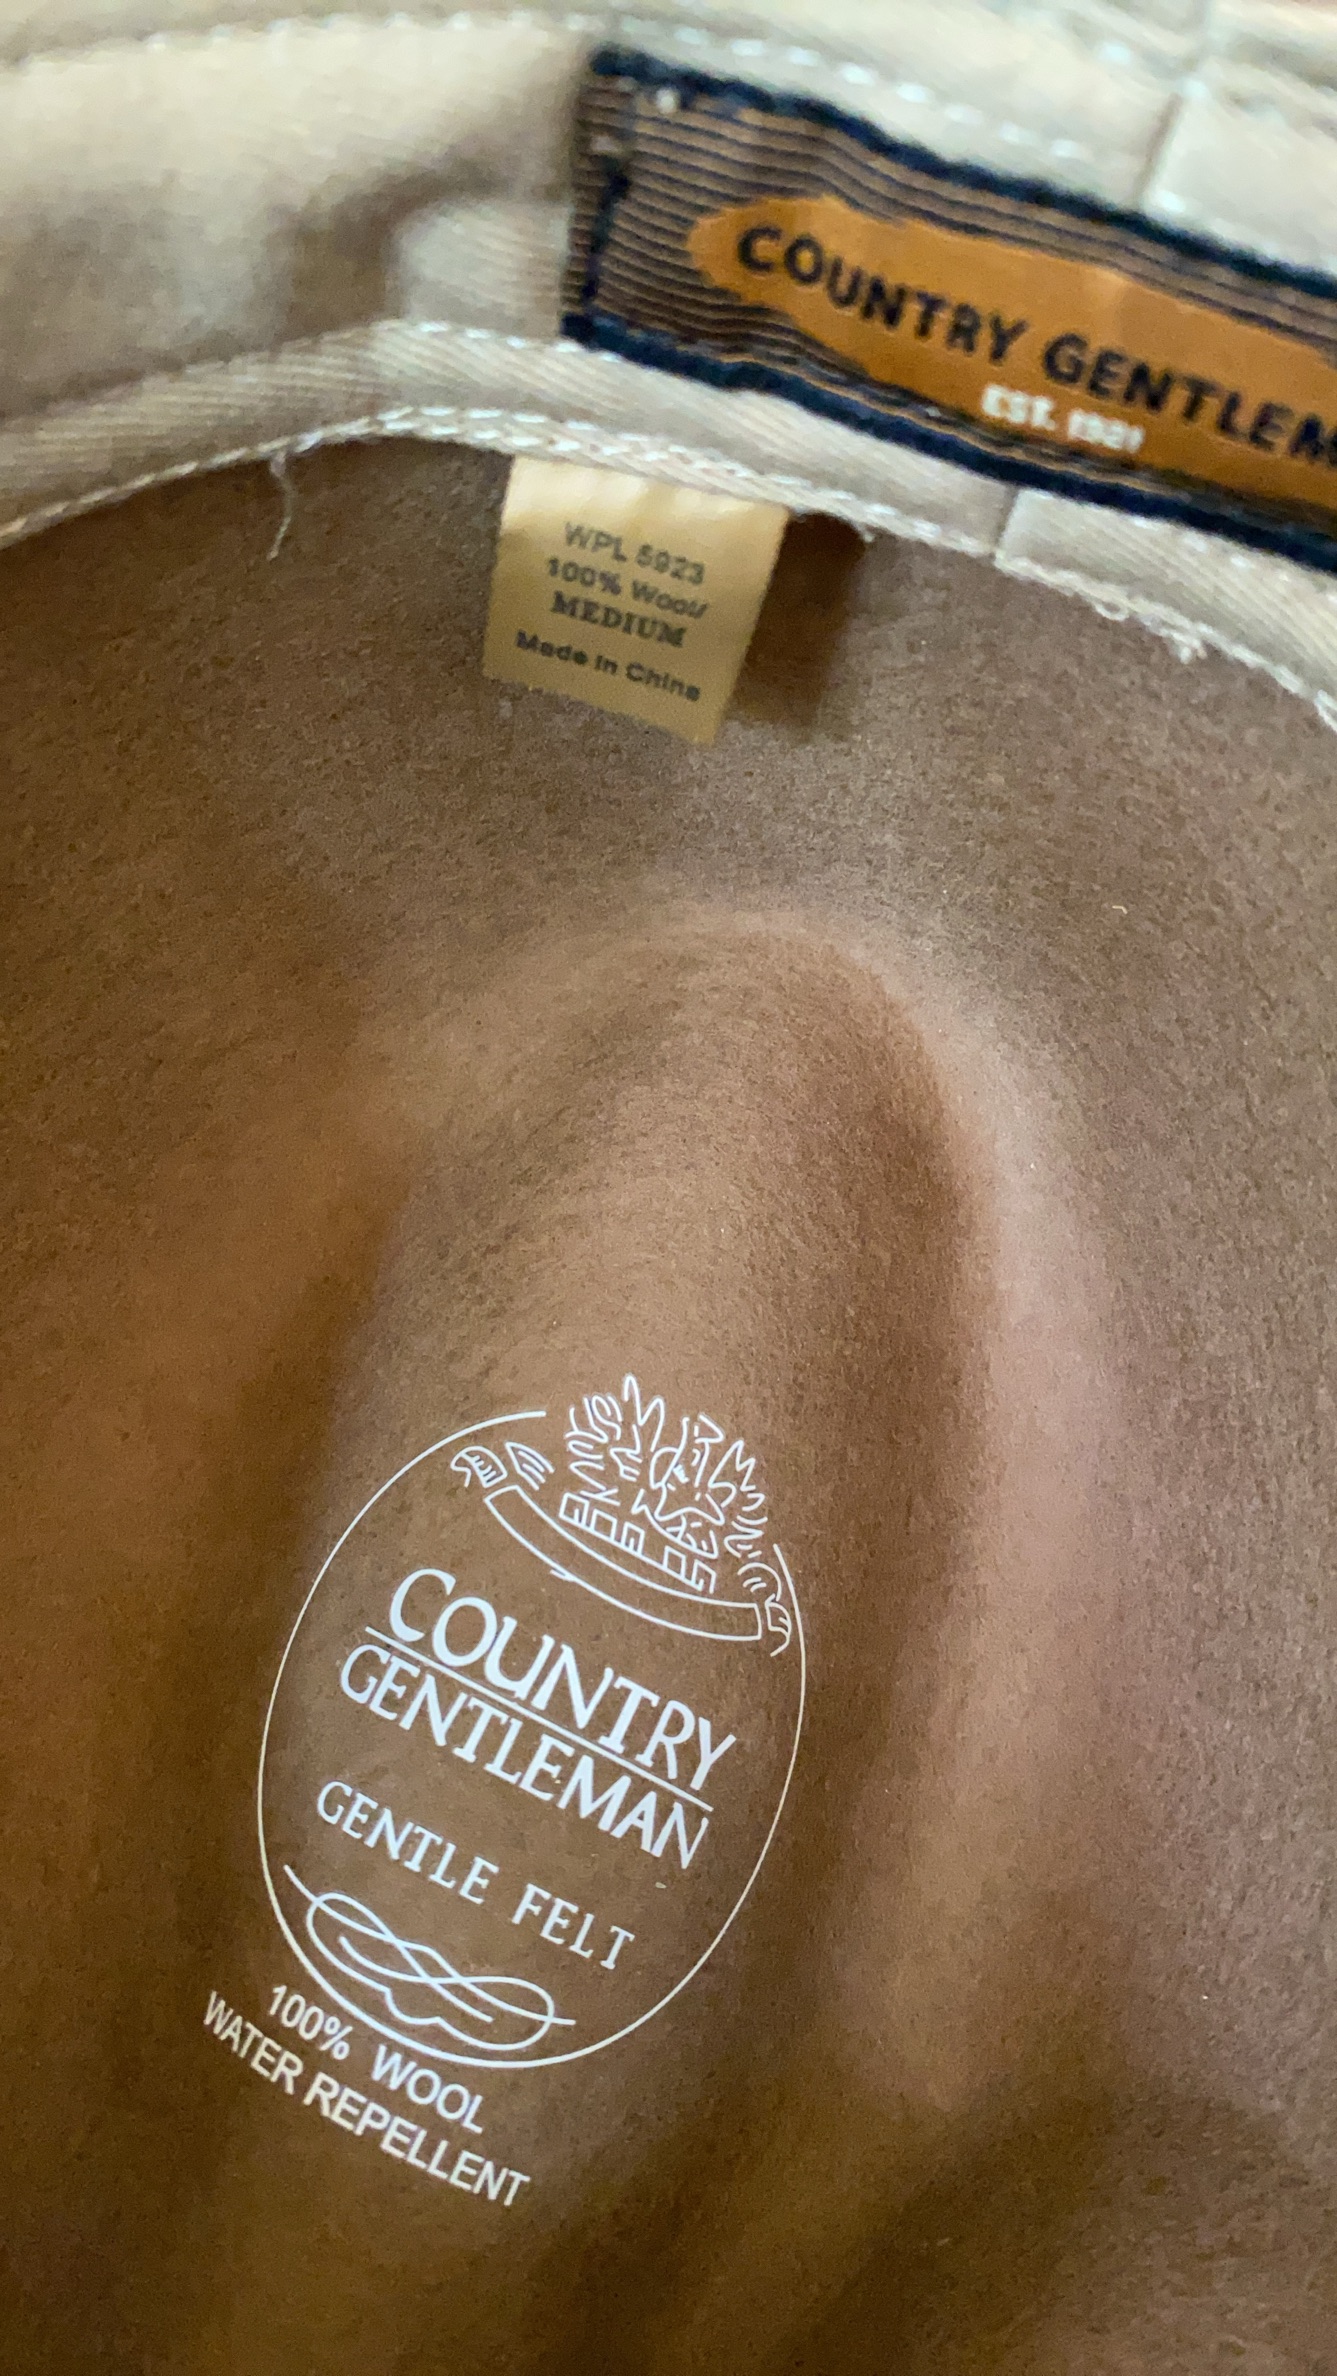 COUNTRY GENTLEM
EST. 1921
WPL 5923
100% Wool/
MEDIUM
Made in China
COUNTRY
GENTLEMAN
GENTLE FELT
100% WOOL
WATER REPELLENT